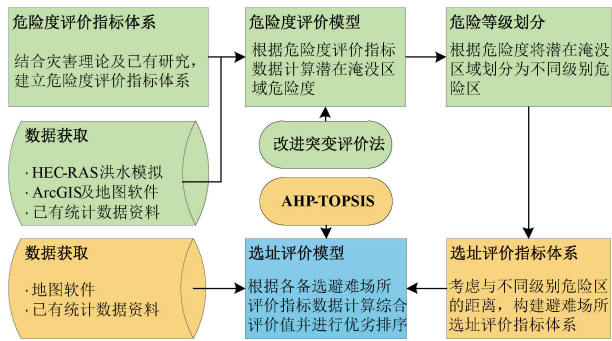 危险度评价指标体系
结合灾害理论及已有研究，
建立危险度评价指标体系
危险度评价模型
根据危险度评价指标
数据计算潜在淹没区
域危险度
危险等级划分
根据危险度将潜在淹没
区域划分为不同级别危
险区
数据获取
· HEC-RAS洪水模拟
· ArcGIS及地图软件
· 已有统计数据资料
改进突变评价法
AHP-TOPSIS
数据获取
· 地图软件
· 已有统计数据资料
选址评价模型
根据各备选避难场所
评价指标数据计算综合
评价值并进行优劣排序
选址评价指标体系
考虑与不同级别危险区
的距离，构建避难场所
选址评价指标体系